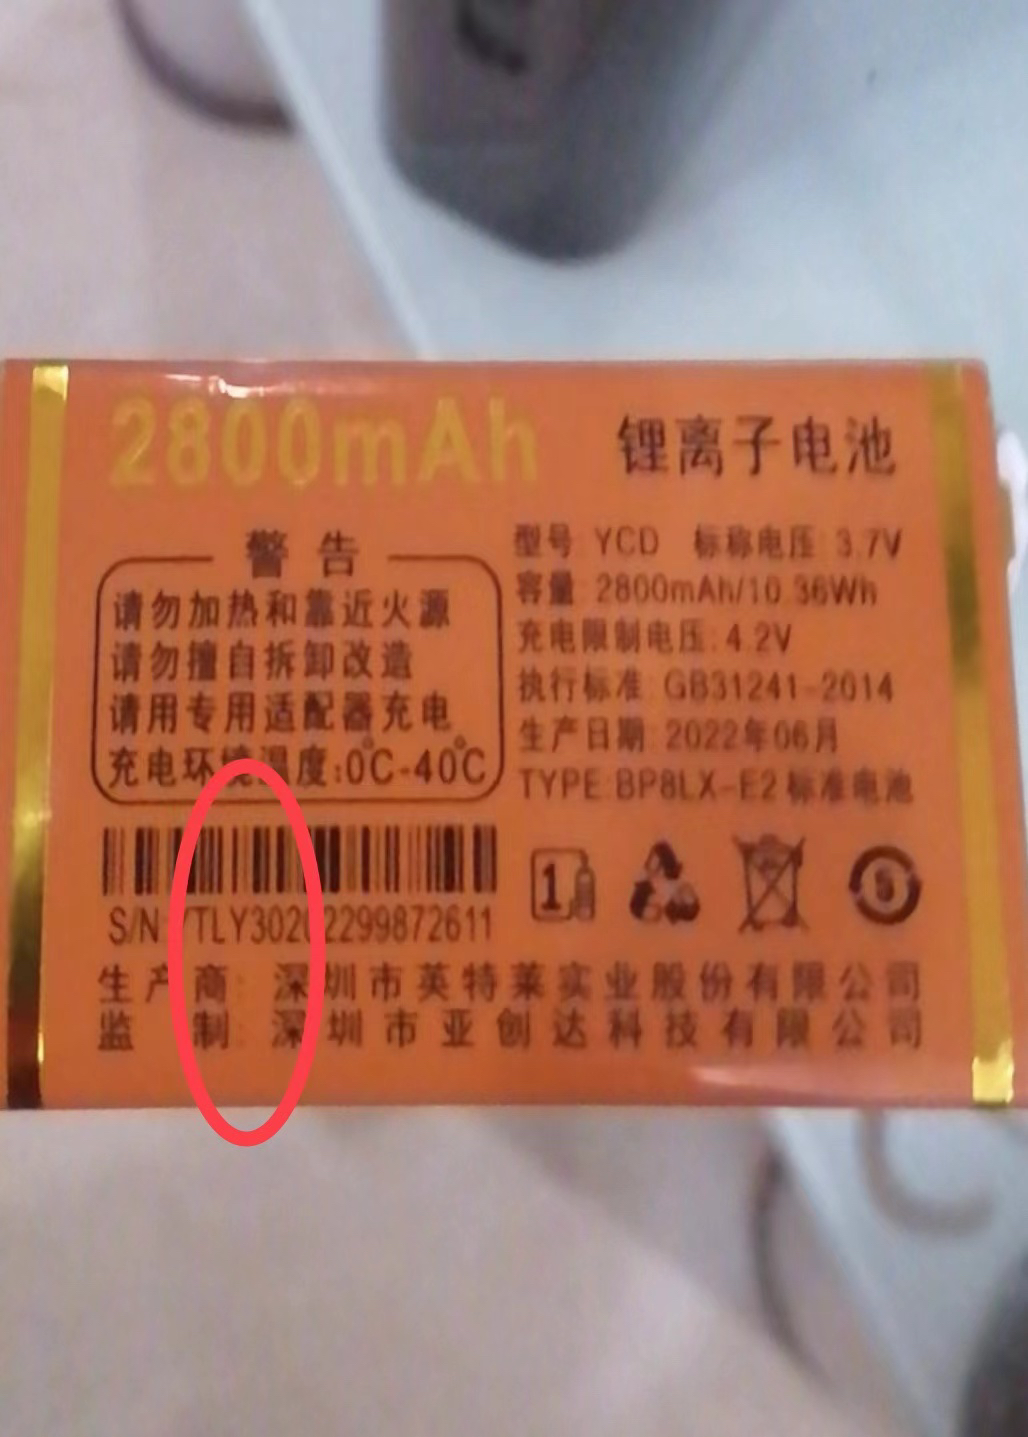 2800mAh 锂离子电池
警告
请勿加热和靠近火源
请勿擅自拆卸改造
请用专用适配器充电
充电环境温度:0°C-40°C
型号: YCD 标称电压: 3.7V
容量: 2800mAh/10.36Wh
充电限制电压:4.2V
执行标准: GB31241-2014
生产日期: 2022年06月
TYPE:BP8LX-E2标准电池
S/N: YTLY30202299872611
1
生产商: 深圳市英特莱实业股份有限公司
监制: 深圳市亚创达科技有限公司